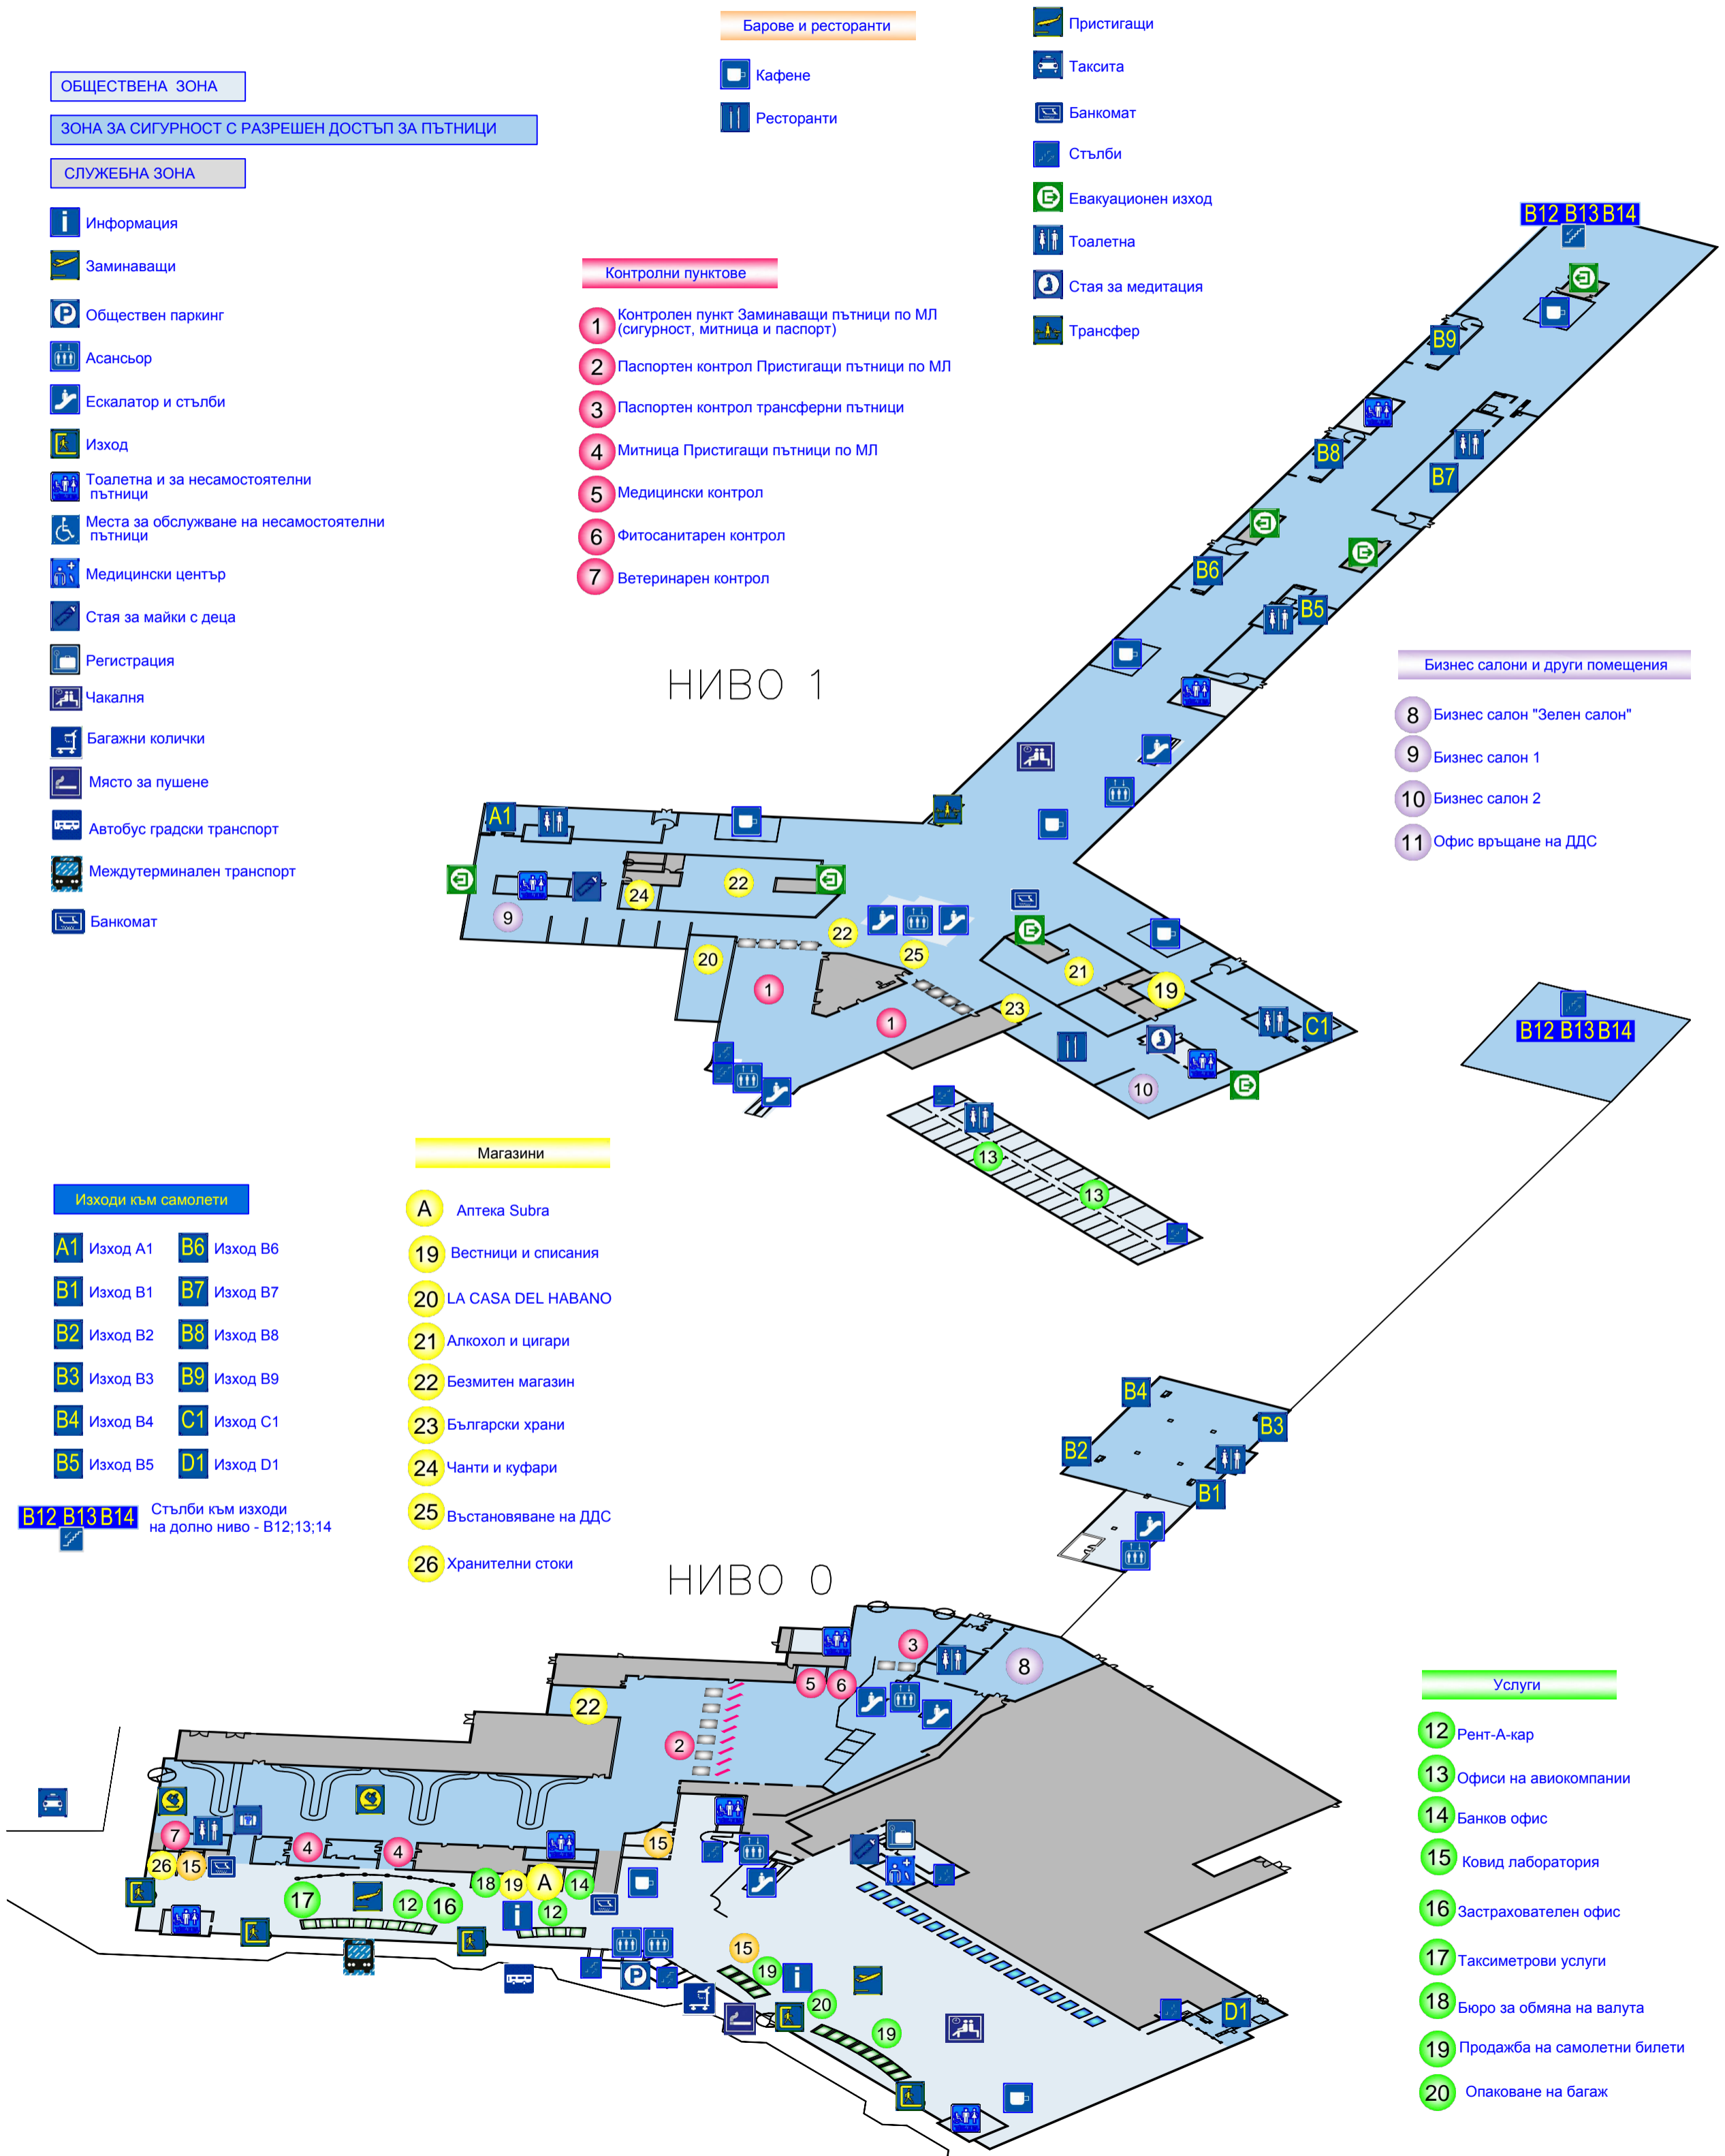 ОБЩЕСТВЕНА ЗОНА
ЗОНА ЗА СИГУРНОСТ С РАЗРЕШЕН ДОСТЪП ЗА ПЪТНИЦИ
СЛУЖЕБНА ЗОНА
Информация
Заминаващи
Обществен паркинг
Асансьор
Ескалатор и стълби
Изход
Тоалетна и за несамостоятелни
пътници
Места за обслужване на несамостоятелни
пътници
Медицински център
Стая за майки с деца
Регистрация
Чакалня
Багажни колички
Място за пушене
Автобус градски транспорт
Междутерминален транспорт
Банкомат
Барове и ресторанти
Кафене
Ресторанти
Пристигащи
Таксита
Банкомат
Стълби
Евакуационен изход
Тоалетна
Стая за медитация
Трансфер
Контролни пунктове
1 Контролен пункт Заминаващи пътници по МЛ
(сигурност, митница и паспорт)
2 Паспортен контрол Пристигащи пътници по МЛ
3 Паспортен контрол трансферни пътници
4 Митница Пристигащи пътници по МЛ
5 Медицински контрол
6 Фитосанитарен контрол
7 Ветеринарен контрол
B12 B13 B14
B9
B8
B7
B6
B5
НИВО 1
Бизнес салони и други помещения
8 Бизнес салон "Зелен салон"
9 Бизнес салон 1
10 Бизнес салон 2
11 Офис връщане на ДДС
A1
22
24
9
22
20
25
21
1
19
23
1
C1
10
B12 B13 B14
13
13
Изходи към самолети
A1 Изход A1
B6 Изход B6
B1 Изход B1
B7 Изход B7
B2 Изход B2
B8 Изход B8
B3 Изход B3
B9 Изход B9
B4 Изход B4
C1 Изход C1
B5 Изход B5
D1 Изход D1
B12 B13 B14 Стълби към изходи
на долно ниво - B12;13;14
Магазини
A Аптека Subra
19 Вестници и списания
20 LA CASA DEL HABANO
21 Алкохол и цигари
22 Безмитен магазин
23 Български храни
24 Чанти и куфари
25 Въстановяване на ДДС
26 Хранителни стоки
B4
B3
B2
B1
НИВО 0
3
8
5
6
22
2
7
4
4
15
26
15
18
19
A
14
17
12
16
12
15
19
20
19
D1
Услуги
12 Рент-А-кар
13 Офиси на авиокомпании
14 Банков офис
15 Ковид лаборатория
16 Застрахователен офис
17 Таксиметрови услуги
18 Бюро за обмяна на валута
19 Продажба на самолетни билети
20 Опаковане на багаж